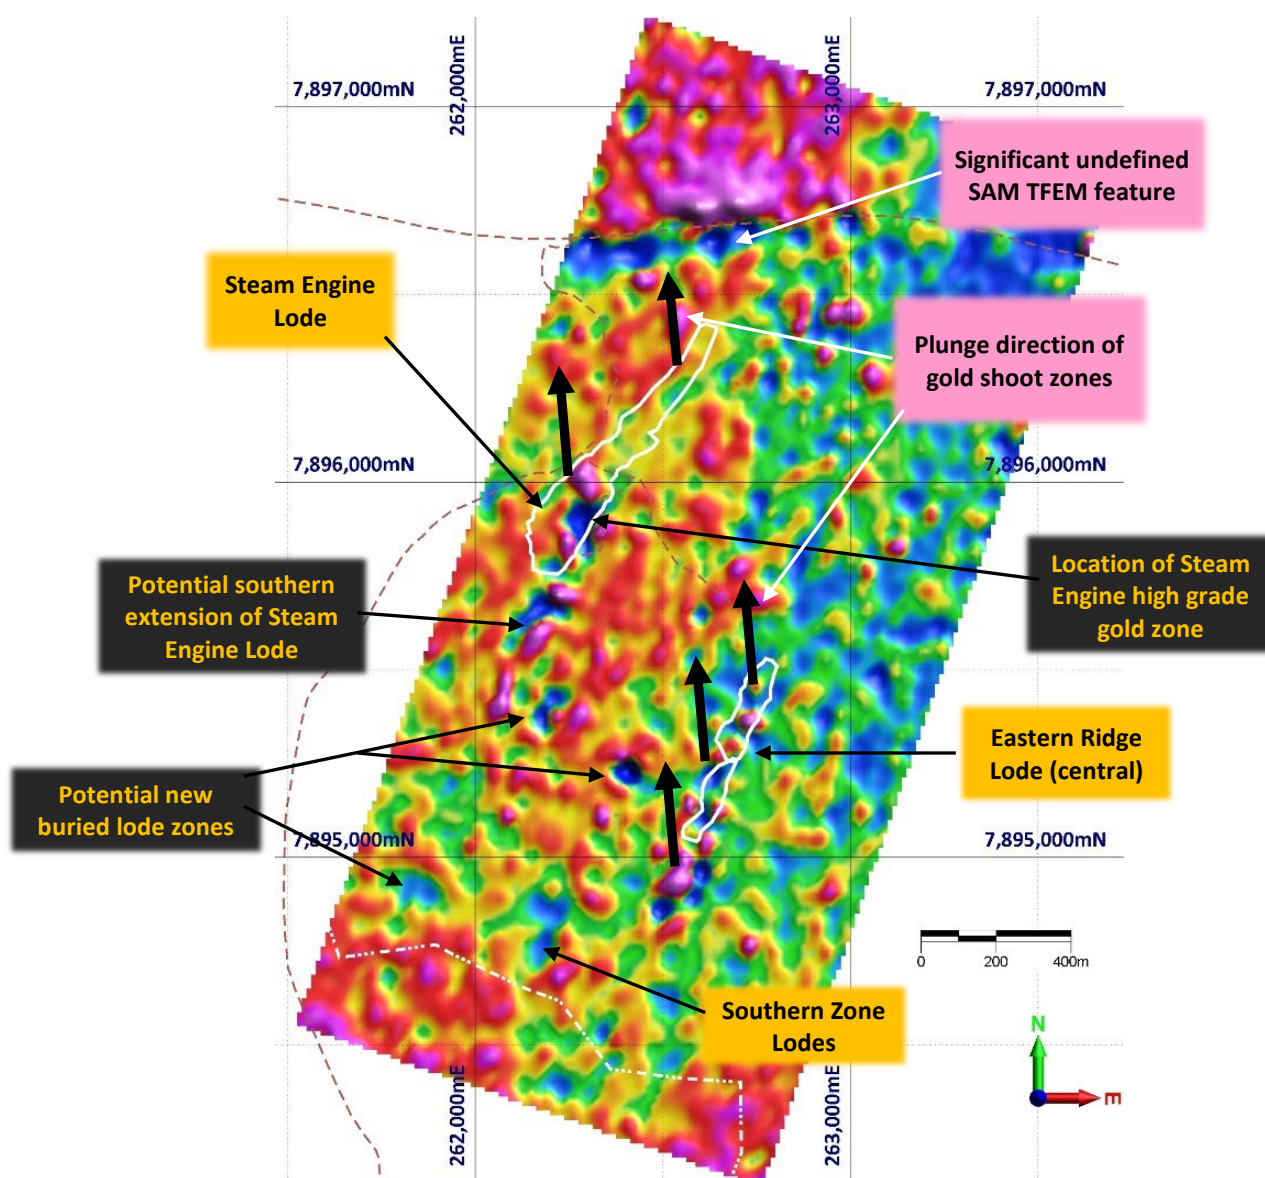 262,000mE
263,000mE
7,897,000mN
7,897,000mN
Significant undefined
SAM TFEM feature
Steam Engine
Lode
Plunge direction of
gold shoot zones
7,896,000mN
7,896,000mN
Potential southern
extension of Steam
Engine Lode
Location of Steam
Engine high grade
gold zone
Eastern Ridge
Lode (central)
Potential new
buried lode zones
7,895,000mN
7,895,000mN
0 200 400m
Southern Zone
Lodes
N
E
262,000mE
263,000mE